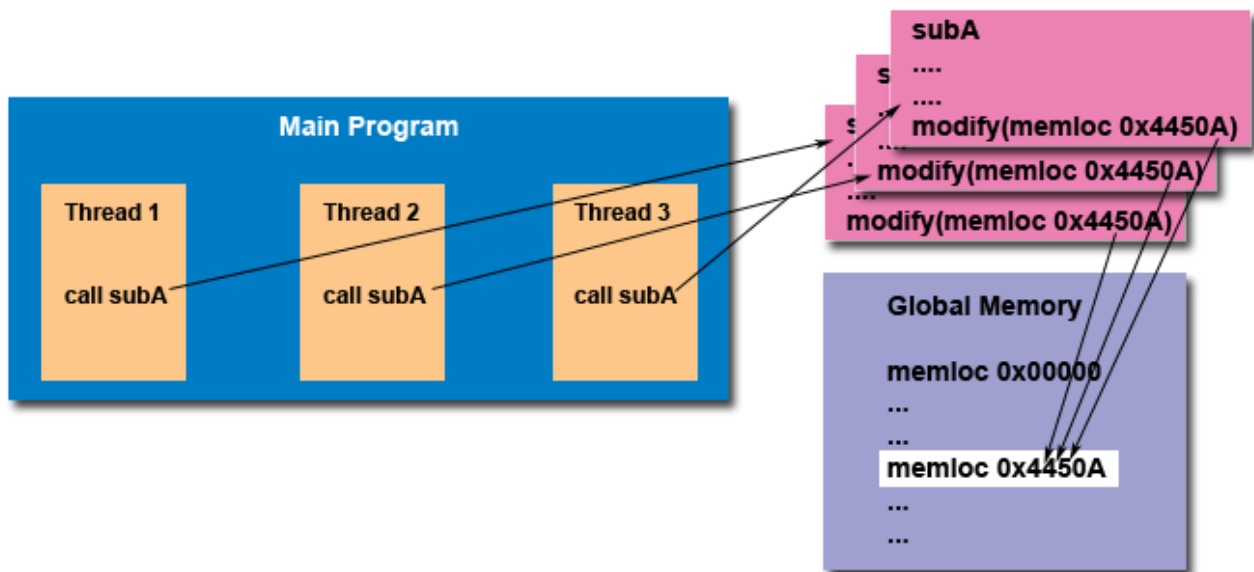 Main Program
Thread 1
call subA
Thread 2
call subA
Thread 3
call subA
subA
....
....
modify(memloc 0x4450A)
s
modify(memloc 0x4450A)
s
....
modify(memloc 0x4450A)
Global Memory
memloc 0x00000
...
...
memloc 0x4450A
...
...